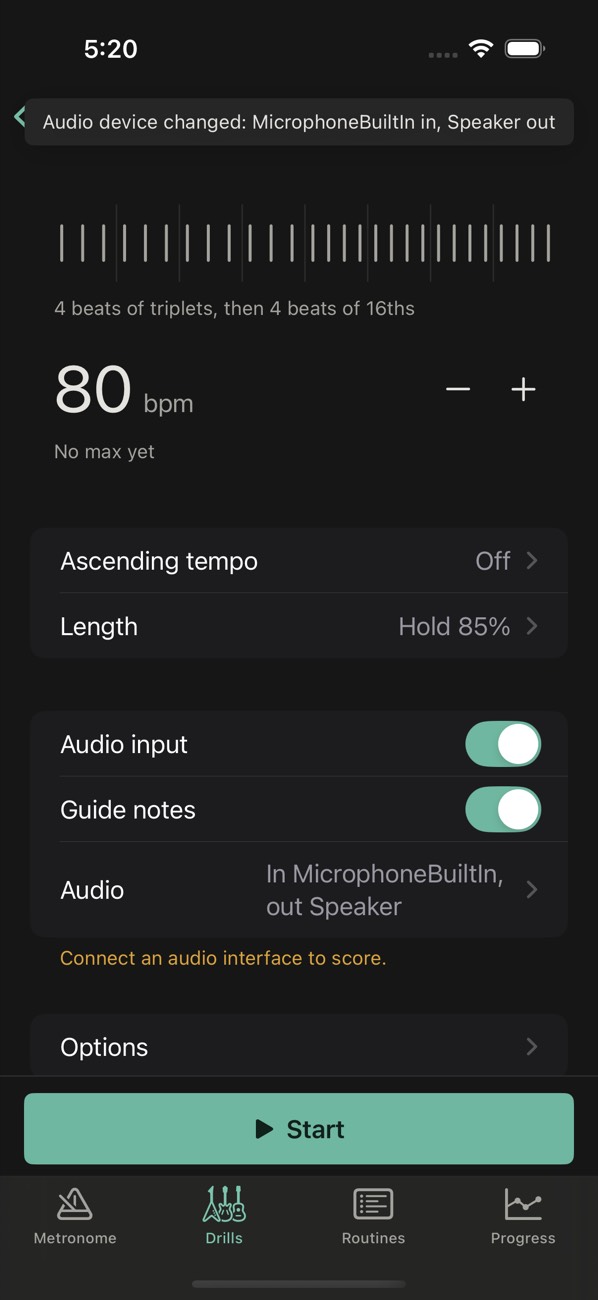 5:20
Audio device changed: MicrophoneBuiltIn in, Speaker out
4 beats of triplets, then 4 beats of 16ths
80 bpm
No max yet
Ascending tempo Off
Length Hold 85%
Audio input
Guide notes
Audio In MicrophoneBuiltIn,
out Speaker
Connect an audio interface to score.
Options
Start
Metronome Drills Routines Progress